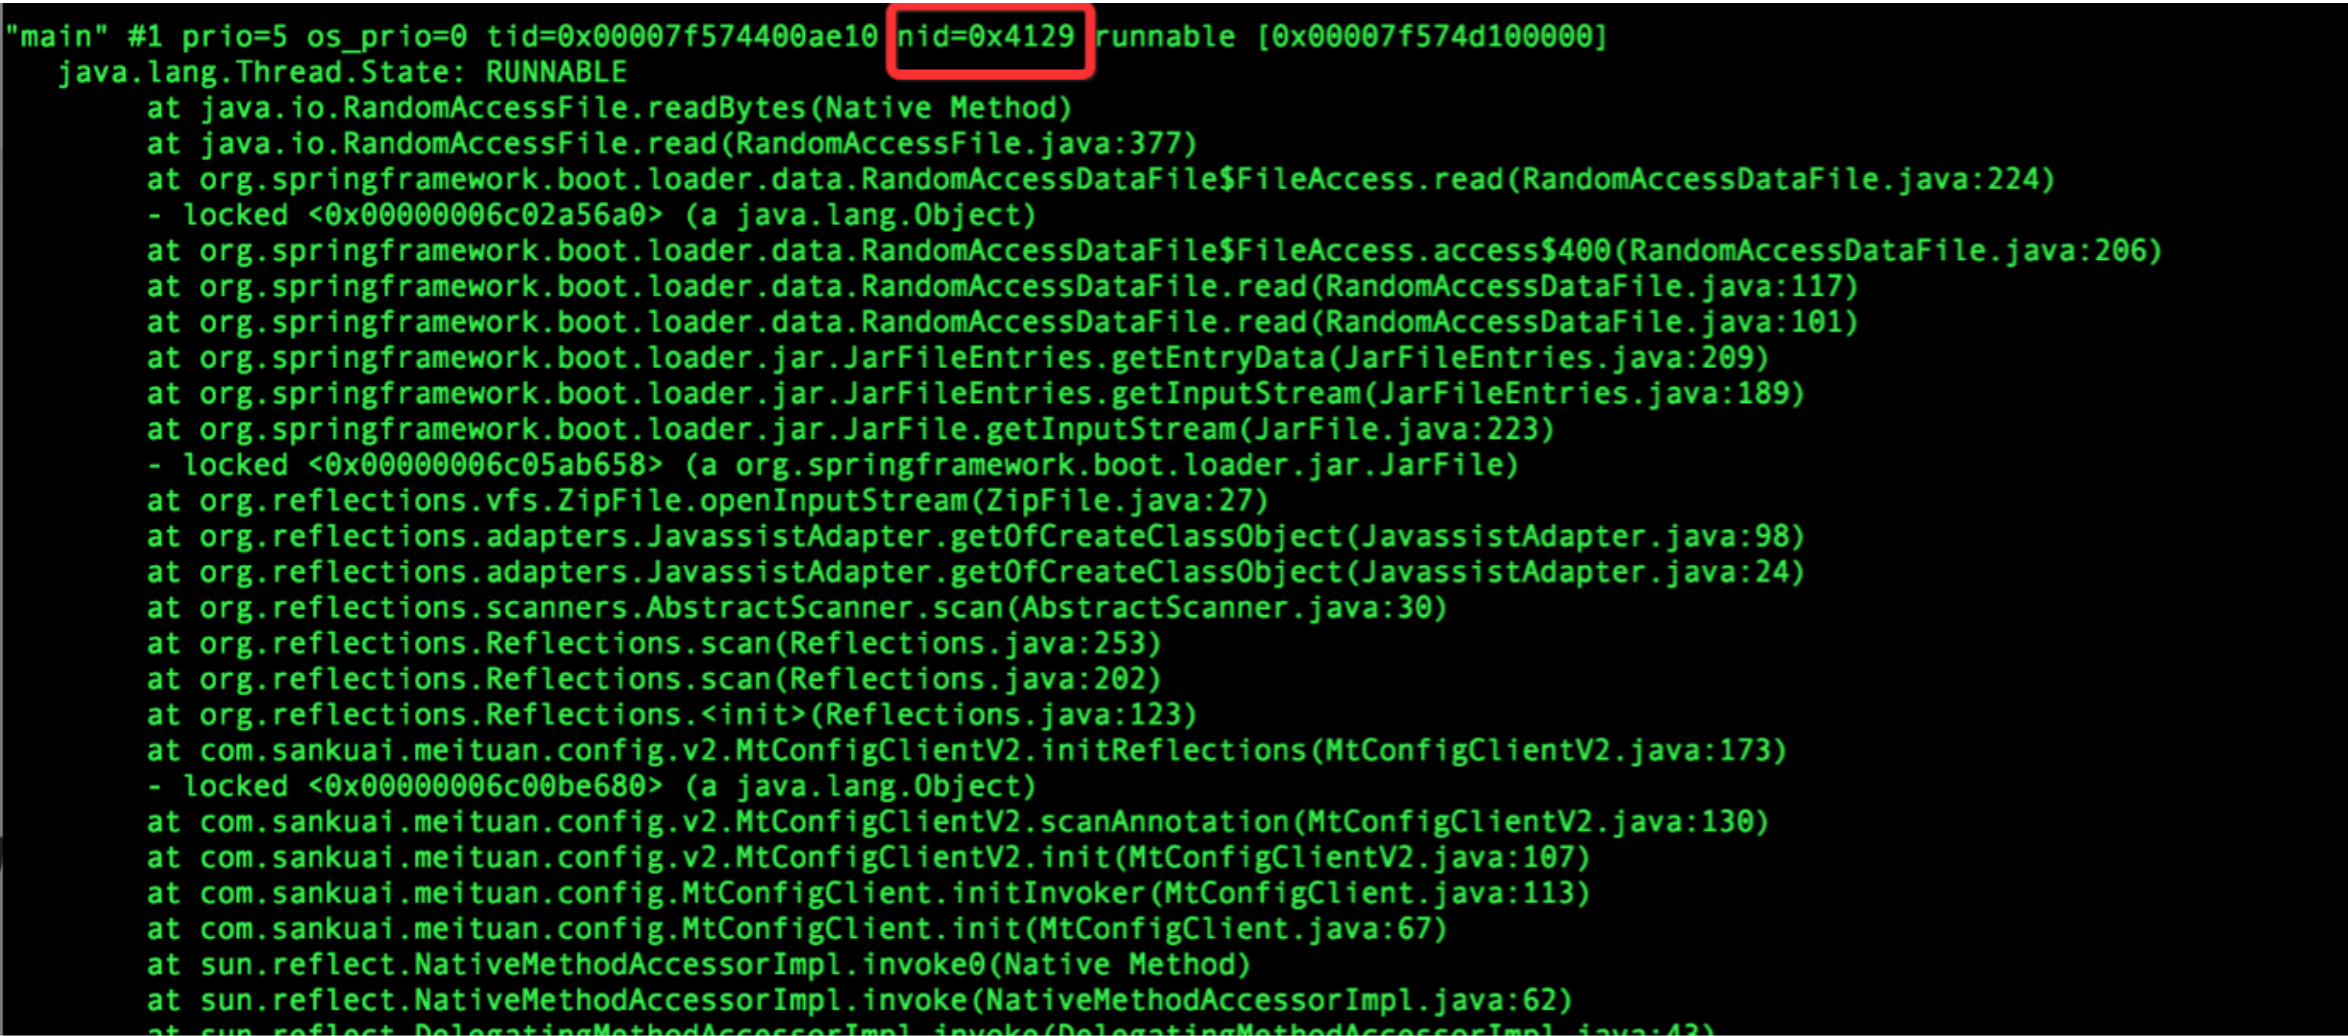 "main" #1 prio=5 os_prio=0 tid=0x00007f574400ae10 nid=0x4129 runnable [0x00007f574d100000]
java.lang.Thread.State: RUNNABLE
at java.io.RandomAccessFile.readBytes(Native Method)
at java.io.RandomAccessFile.read(RandomAccessFile.java:377)
at org.springframework.boot.loader.data.RandomAccessDataFile$FileAccess.read(RandomAccessDataFile.java:224)
- locked <0x00000006c02a56a0> (a java.lang.Object)
at org.springframework.boot.loader.data.RandomAccessDataFile$FileAccess.access$400(RandomAccessDataFile.java:206)
at org.springframework.boot.loader.data.RandomAccessDataFile.read(RandomAccessDataFile.java:117)
at org.springframework.boot.loader.data.RandomAccessDataFile.read(RandomAccessDataFile.java:101)
at org.springframework.boot.loader.jar.JarFileEntries.getEntryData(JarFileEntries.java:209)
at org.springframework.boot.loader.jar.JarFileEntries.getInputStream(JarFileEntries.java:189)
at org.springframework.boot.loader.jar.JarFile.getInputStream(JarFile.java:223)
- locked <0x00000006c05ab658> (a org.springframework.boot.loader.jar.JarFile)
at org.reflections.vfs.ZipFile.openInputStream(ZipFile.java:27)
at org.reflections.adapters.JavassistAdapter.getOfCreateClassObject(JavassistAdapter.java:98)
at org.reflections.adapters.JavassistAdapter.getOfCreateClassObject(JavassistAdapter.java:24)
at org.reflections.scanners.AbstractScanner.scan(AbstractScanner.java:30)
at org.reflections.Reflections.scan(Reflections.java:253)
at org.reflections.Reflections.scan(Reflections.java:202)
at org.reflections.Reflections.<init>(Reflections.java:123)
at com.sankuai.meituan.config.v2.MtConfigClientV2.initReflections(MtConfigClientV2.java:173)
- locked <0x00000006c00be680> (a java.lang.Object)
at com.sankuai.meituan.config.v2.MtConfigClientV2.scanAnnotation(MtConfigClientV2.java:130)
at com.sankuai.meituan.config.v2.MtConfigClientV2.init(MtConfigClientV2.java:107)
at com.sankuai.meituan.config.MtConfigClient.initInvoker(MtConfigClient.java:113)
at com.sankuai.meituan.config.MtConfigClient.init(MtConfigClient.java:67)
at sun.reflect.NativeMethodAccessorImpl.invoke0(Native Method)
at sun.reflect.NativeMethodAccessorImpl.invoke(NativeMethodAccessorImpl.java:62)
at sun.reflect.DelegatingMethodAccessorImpl.invoke(DelegatingMethodAccessorImpl.java:43)